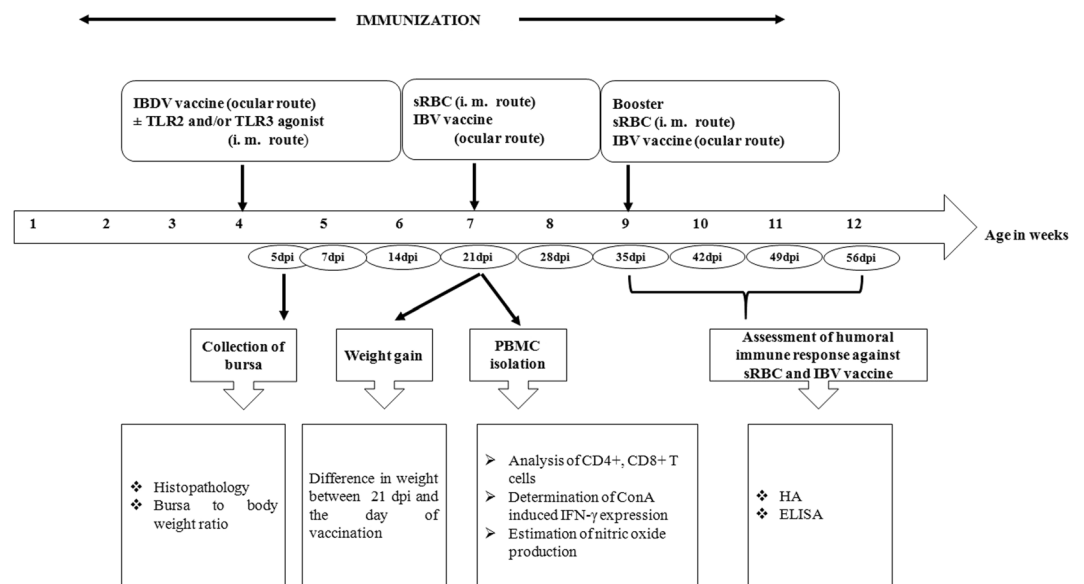 IMMUNIZATION
IBDV vaccine (ocular route)
± TLR2 and/or TLR3 agonist
(i. m. route)
sRBC (i. m. route)
IBV vaccine
(ocular route)
Booster
sRBC (i. m. route)
IBV vaccine (ocular route)
1 2 3 4 5 6 7 8 9 10 11 12
Age in weeks
5dpi 7dpi 14dpi 21dpi 28dpi 35dpi 42dpi 49dpi 56dpi
Collection of
bursa
Weight gain
PBMC
isolation
Assessment of humoral
immune response against
sRBC and IBV vaccine
❖ Histopathology
❖ Bursa to body
weight ratio
Difference in weight
between 21 dpi and
the day of
vaccination
➢ Analysis of CD4+, CD8+ T
cells
➢ Determination of ConA
induced IFN-γ expression
➢ Estimation of nitric oxide
production
❖ HA
❖ ELISA